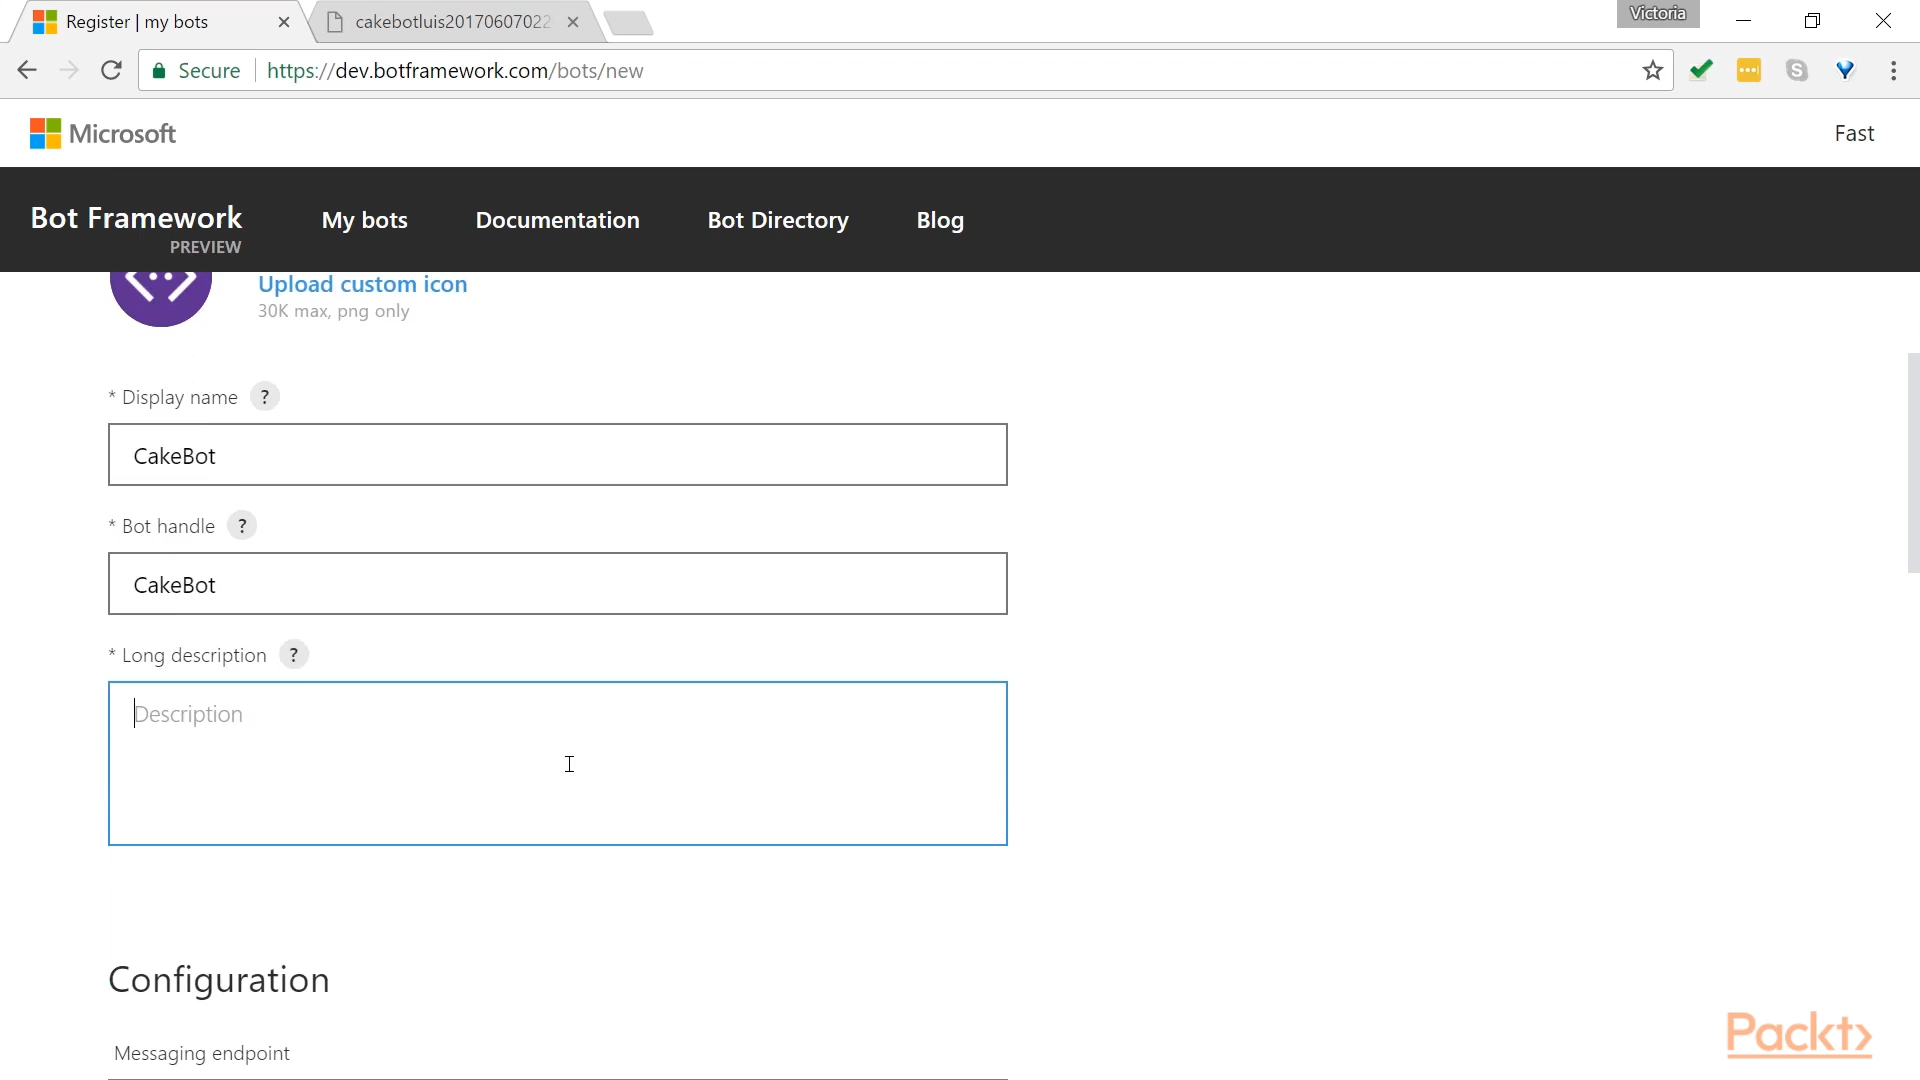 Register | my bots
cakebotluis20170607022
Victoria
Secure
https://dev.botframework.com/bots/new
Microsoft
Fast
Bot Framework
PREVIEW
My bots
Documentation
Bot Directory
Blog
Upload custom icon
30K max, png only
* Display name ?
CakeBot
* Bot handle ?
CakeBot
* Long description ?
Description
Configuration
Messaging endpoint
Packt>